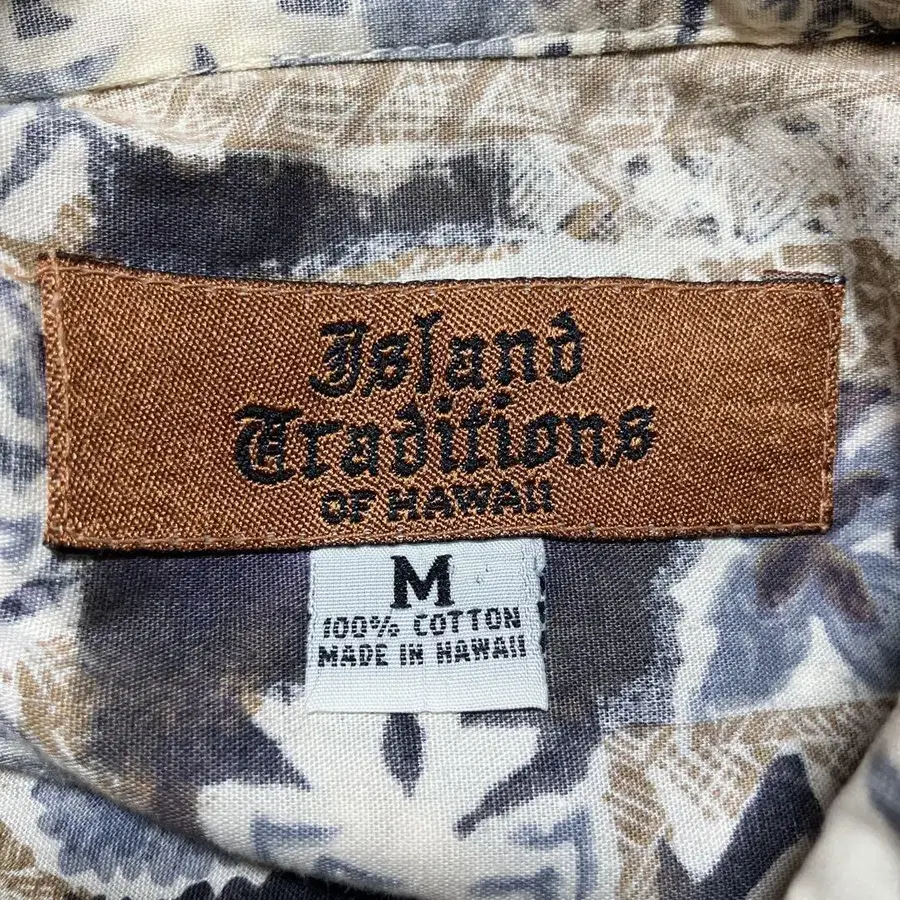 Island
Traditions
OF HAWAII
M
100% COTTON
MADE IN HAWAII